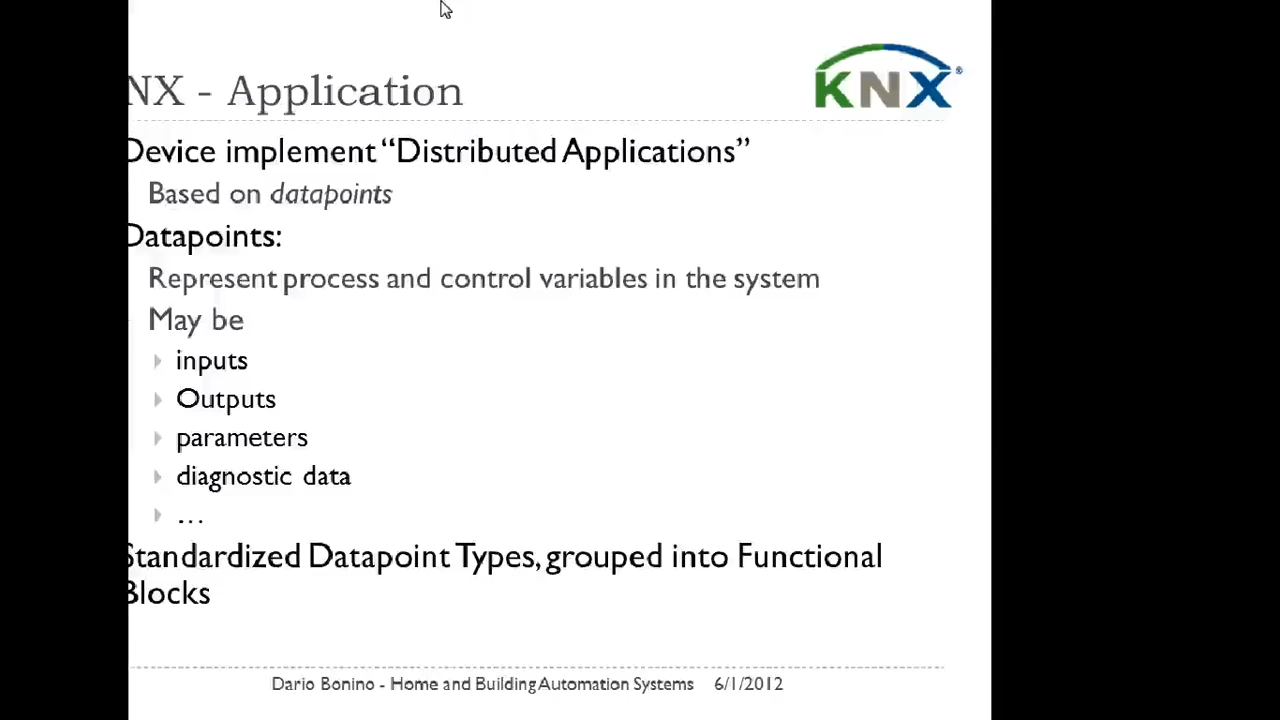 NX - Application
KNX®
Device implement “Distributed Applications”
Based on datapoints
Datapoints:
Represent process and control variables in the system
May be
inputs
Outputs
parameters
diagnostic data
…
Standardized Datapoint Types, grouped into Functional
Blocks
Dario Bonino - Home and Building Automation Systems 6/1/2012